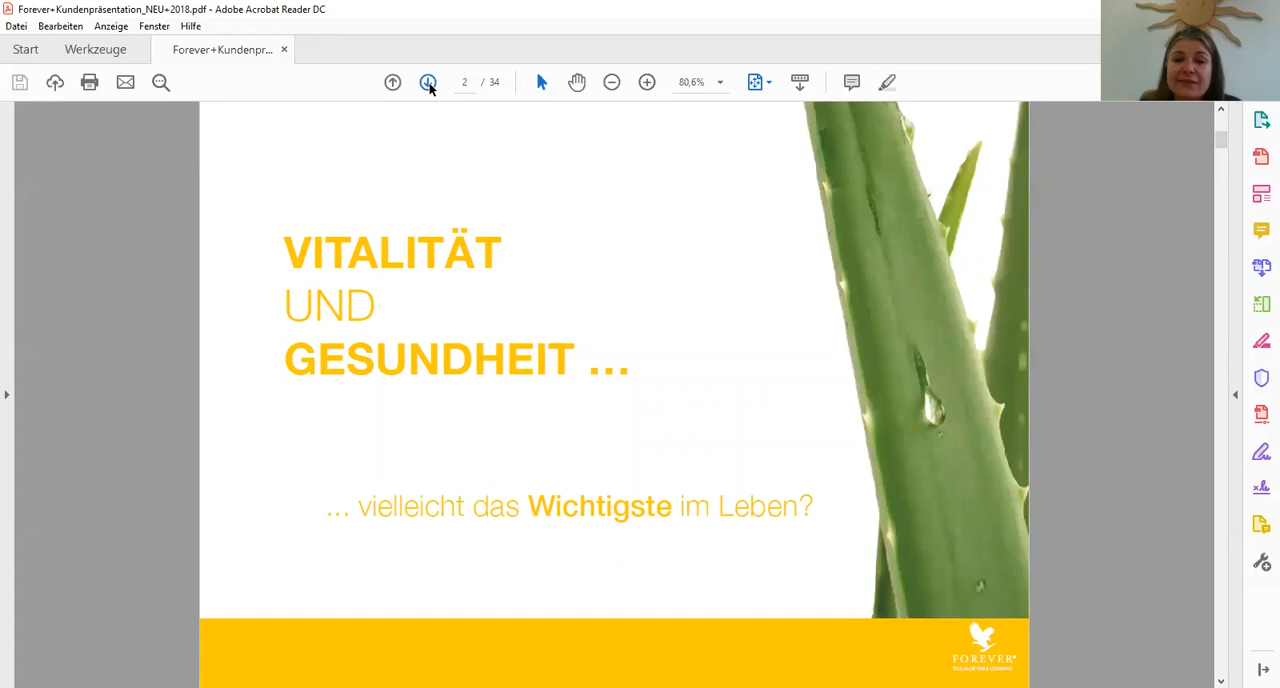 Forever+Kundenpräsentation_NEU+2018.pdf - Adobe Acrobat Reader DC
Datei Bearbeiten Anzeige Fenster Hilfe
Start Werkzeuge Forever+Kundenpr... ×
2 / 34 80,6%
VITALITÄT
UND
GESUNDHEIT ...
... vielleicht das Wichtigste im Leben?
FOREVER